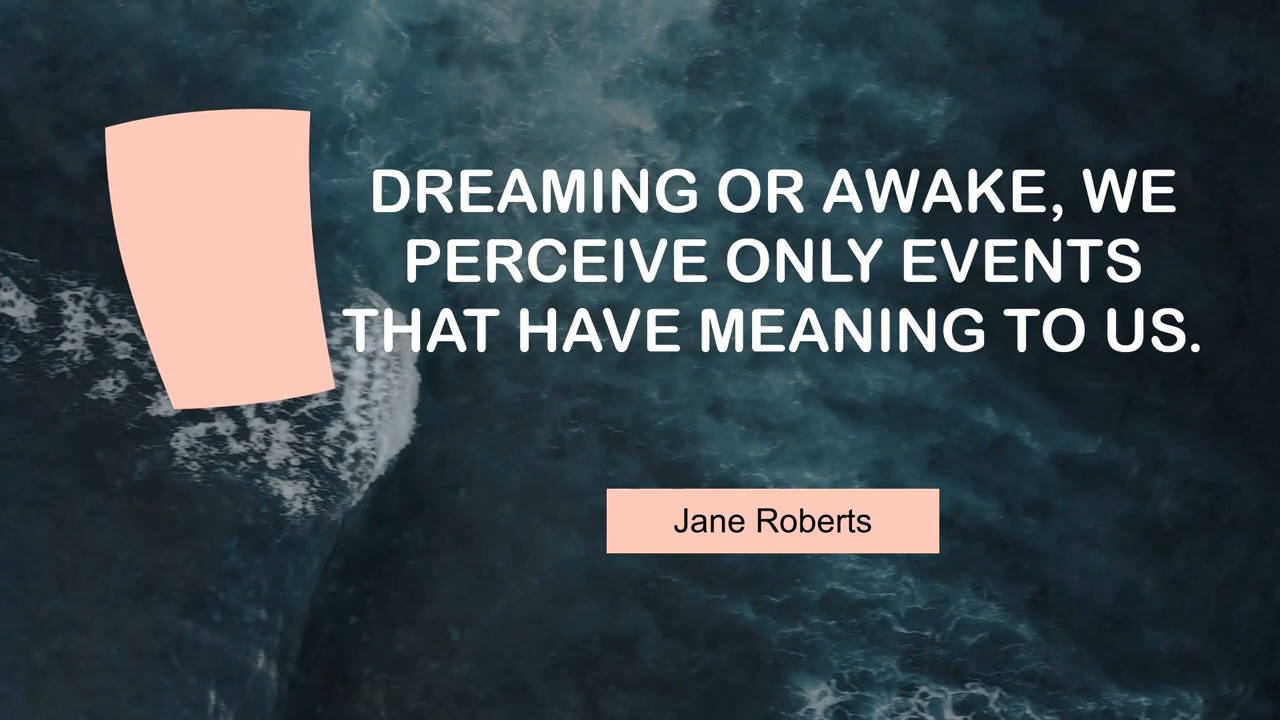 DREAMING OR AWAKE, WE
PERCEIVE ONLY EVENTS
THAT HAVE MEANING TO US.
Jane Roberts